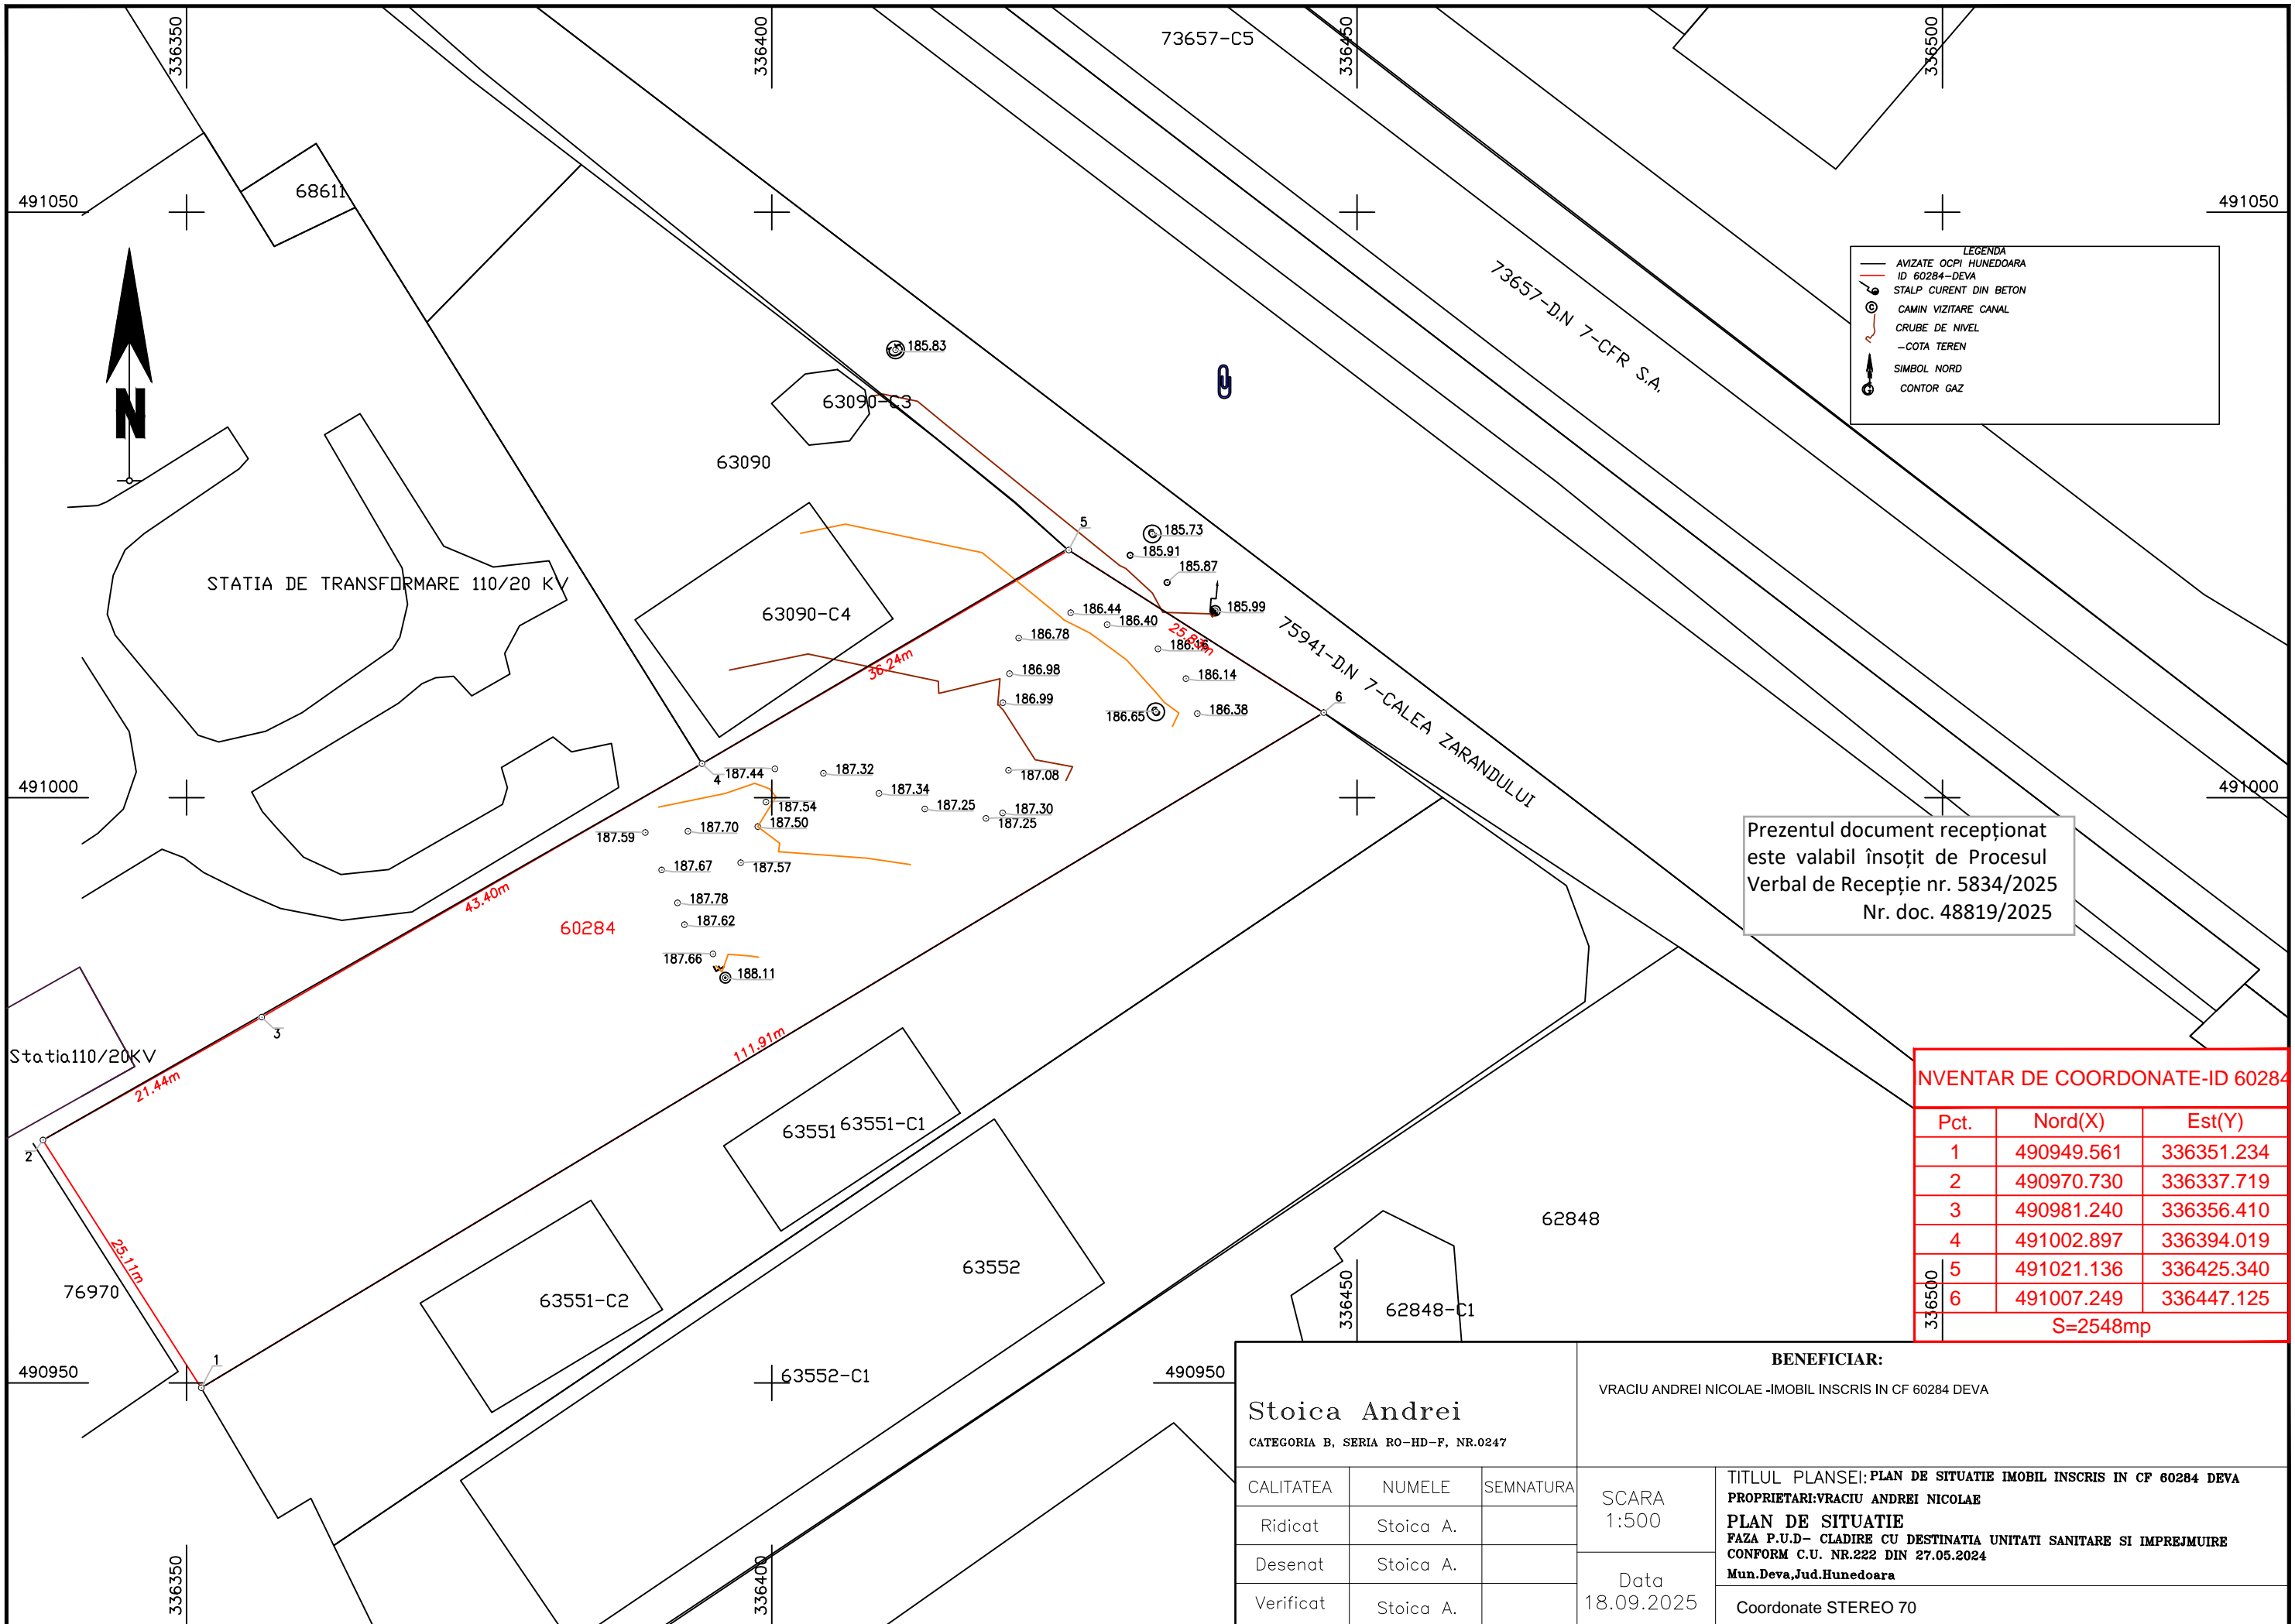 336350
336400
73657-C5
336450
336500
68611
491050
491050
LEGENDA
AVIZATE OCPI HUNEDOARA
ID 60284-DEVA
STALP CURENT DIN BETON
CAMIN VIZITARE CANAL
CRUBE DE NIVEL
-COTA TEREN
SIMBOL NORD
CONTOR GAZ
73657-D.N 7-CFR S.A.
N
185.83
63090-C3
63090
5
185.73
185.91
185.87
STATIA DE TRANSFORMARE 110/20 KV
63090-C4
186.44
185.99
186.40
186.78
36.24m
186.98
186.14
75941-D.N 7-CALEA ZARANDULUI
186.99
186.65
186.38
6
4
187.44
187.32
187.08
187.34
491000
491000
187.54
187.25
187.30
187.50
187.25
187.59
187.70
187.67
187.57
43.40m
187.78
60284
187.62
187.66
188.11
Prezentul document recepționat
este valabil însoțit de Procesul
Verbal de Recepție nr. 5834/2025
Nr. doc. 48819/2025
3
Statia110/20KV
21.44m
111.91m
2
63551
63551-C1
25.11m
76970
63551-C2
63552
62848
336450
62848-C1
INVENTAR DE COORDONATE-ID 60284
Pct. Nord(X) Est(Y)
1 490949.561 336351.234
2 490970.730 336337.719
3 490981.240 336356.410
4 491002.897 336394.019
5 491021.136 336425.340
6 491007.249 336447.125
S=2548mp
336500
1
490950
63552-C1
490950
336350
336400
Stoica Andrei
CATEGORIA B, SERIA RO-HD-F, NR.0247
BENEFICIAR:
VRACIU ANDREI NICOLAE -IMOBIL INSCRIS IN CF 60284 DEVA
CALITATEA NUMELE SEMNATURA
Ridicat Stoica A.
Desenat Stoica A.
Verificat Stoica A.
SCARA
1:500
Data
18.09.2025
TITLUL PLANSEI: PLAN DE SITUATIE IMOBIL INSCRIS IN CF 60284 DEVA
PROPRIETARI:VRACIU ANDREI NICOLAE
PLAN DE SITUATIE
FAZA P.U.D- CLADIRE CU DESTINATIA UNITATI SANITARE SI IMPREJMUIRE
CONFORM C.U. NR.222 DIN 27.05.2024
Mun.Deva,Jud.Hunedoara
Coordonate STEREO 70